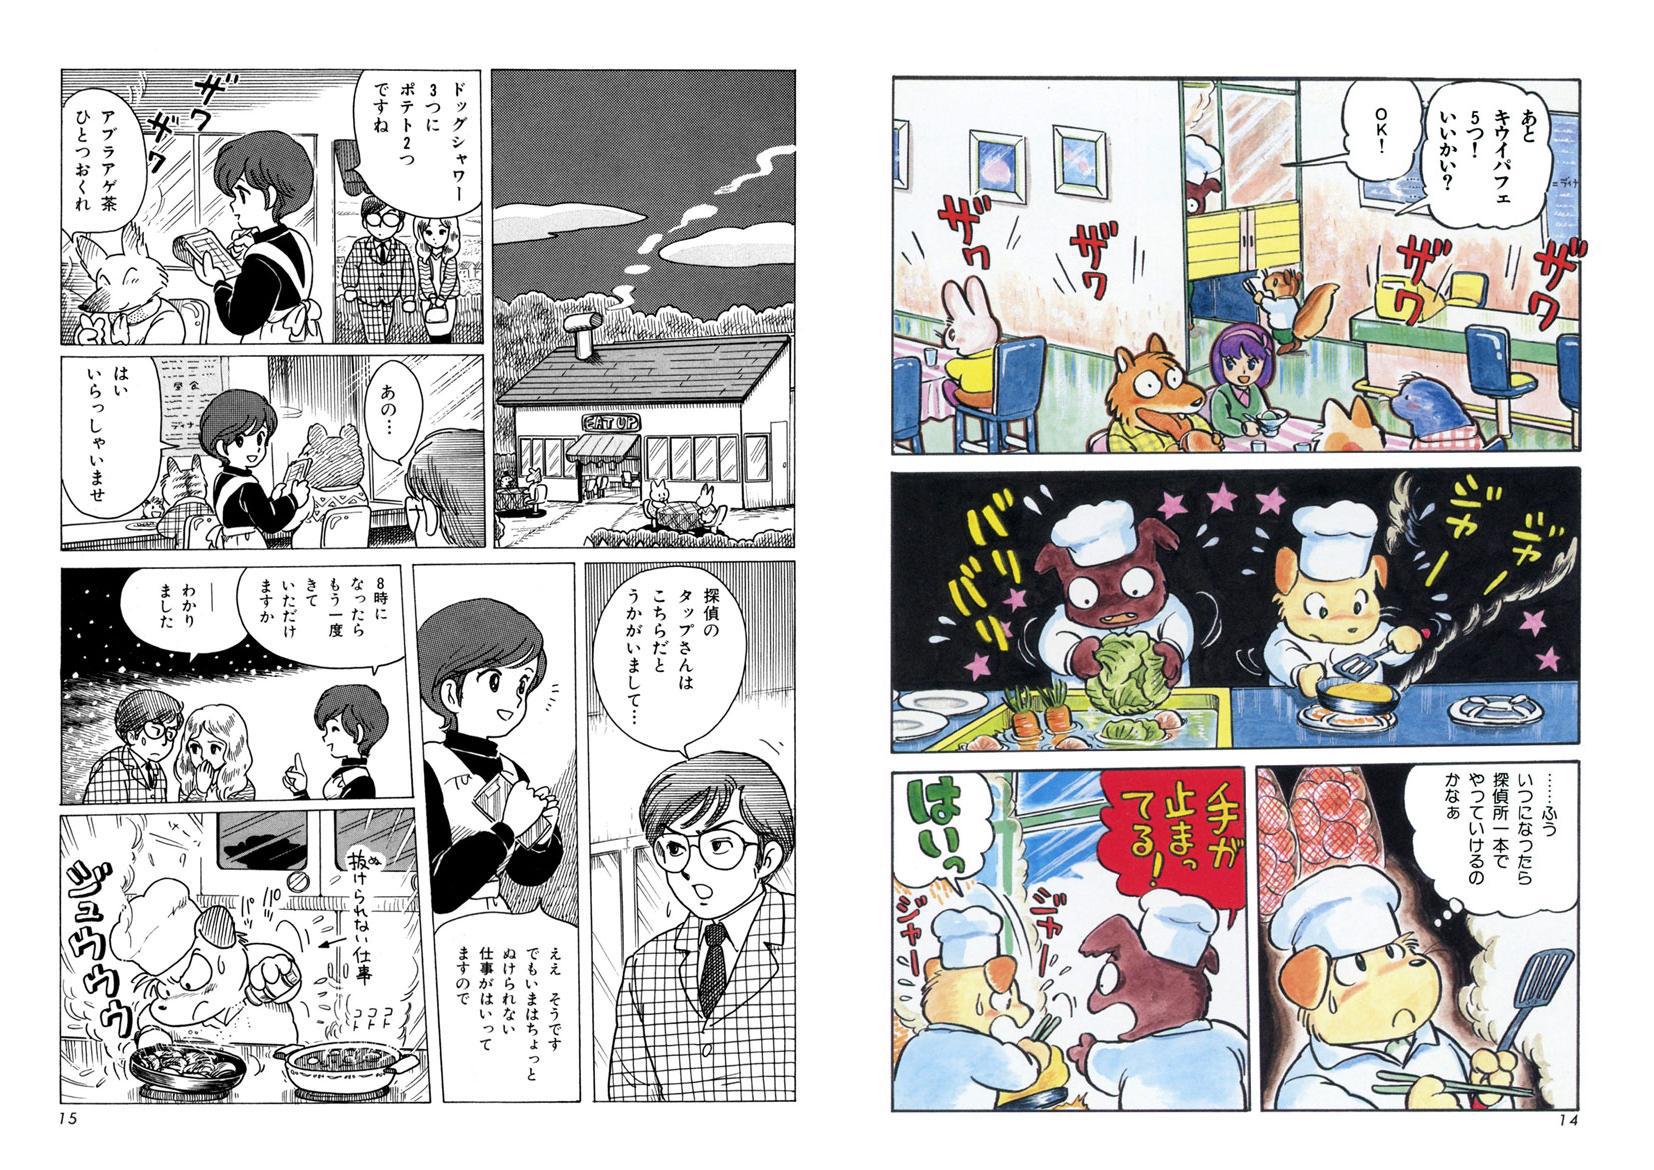 あと
キウイパフェ
5つ!
いいかい?
OK!
ザワ
ザワ
ザワ
ザワ
バリバリ
ジャー
ジャー
……ふう
いつになったら
探偵所一本で
やっていけるの
かなぁ
手が
止まっ
てる!
はいっ
ジャー
ジャー
14
EAT UP
ドッグシャワー
3つに
ポテト2つ
ですね
ザワ
ザワ
アブラアゲ茶
ひとつおくれ
あの…
はい
いらっしゃいませ
定食
ディナー
探偵の
タップさんは
こちらだと
うかがいまして…
ええ そうです
でもいまはちょっと
ぬけられない
仕事がはいって
ますので
8時に
なったら
もう一度
きて
いただけ
ますか
―
わかり
ました
抜けられない仕事
ぬ
ジュウウウウ
コトコトコト
15